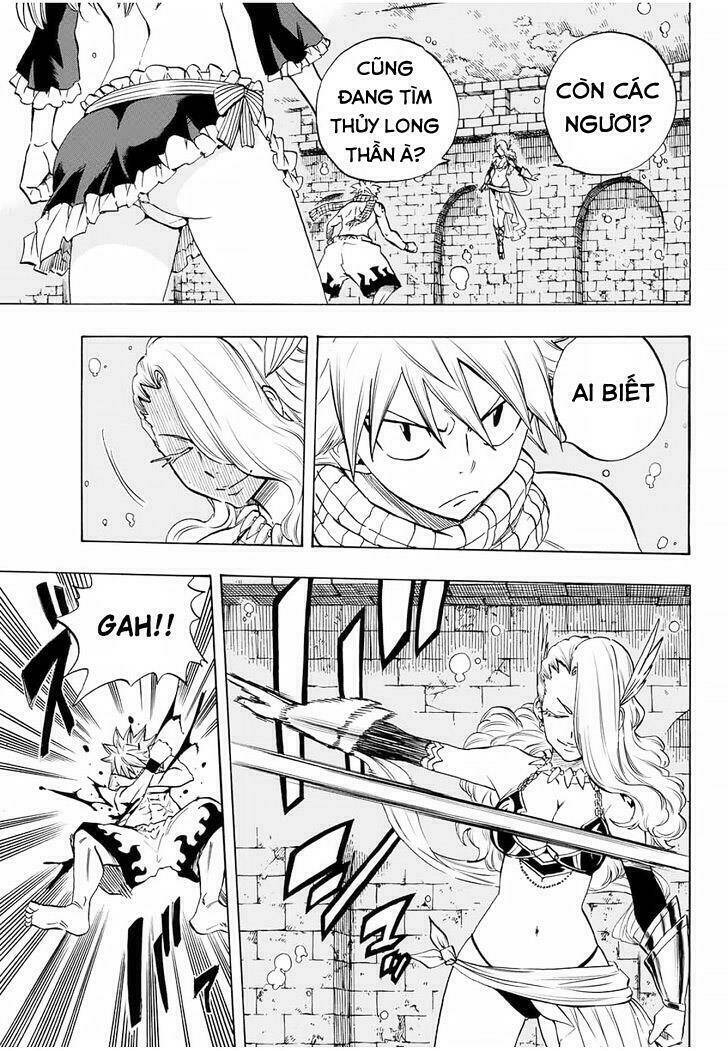 CÒN CÁC
NGƯƠI?
CŨNG
ĐANG TÌM
THỦY LONG
THẦN À?
AI BIẾT
GAH!!